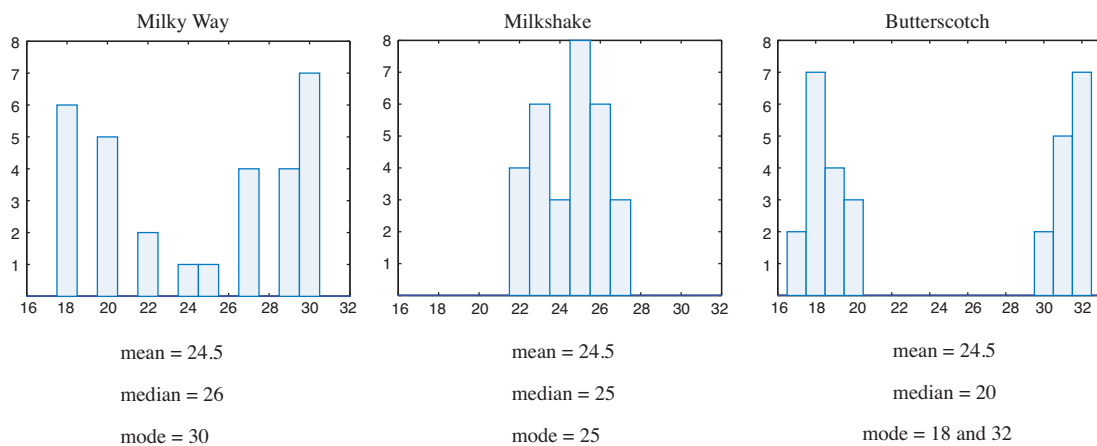 Milky Way
8
7
6
5
4
3
2
1
16 18 20 22 24 26 28 30 32
mean = 24.5
median = 26
mode = 30
Milkshake
8
7
6
5
4
3
2
1
16 18 20 22 24 26 28 30 32
mean = 24.5
median = 25
mode = 25
Butterscotch
8
7
6
5
4
3
2
1
16 18 20 22 24 26 28 30 32
mean = 24.5
median = 20
mode = 18 and 32